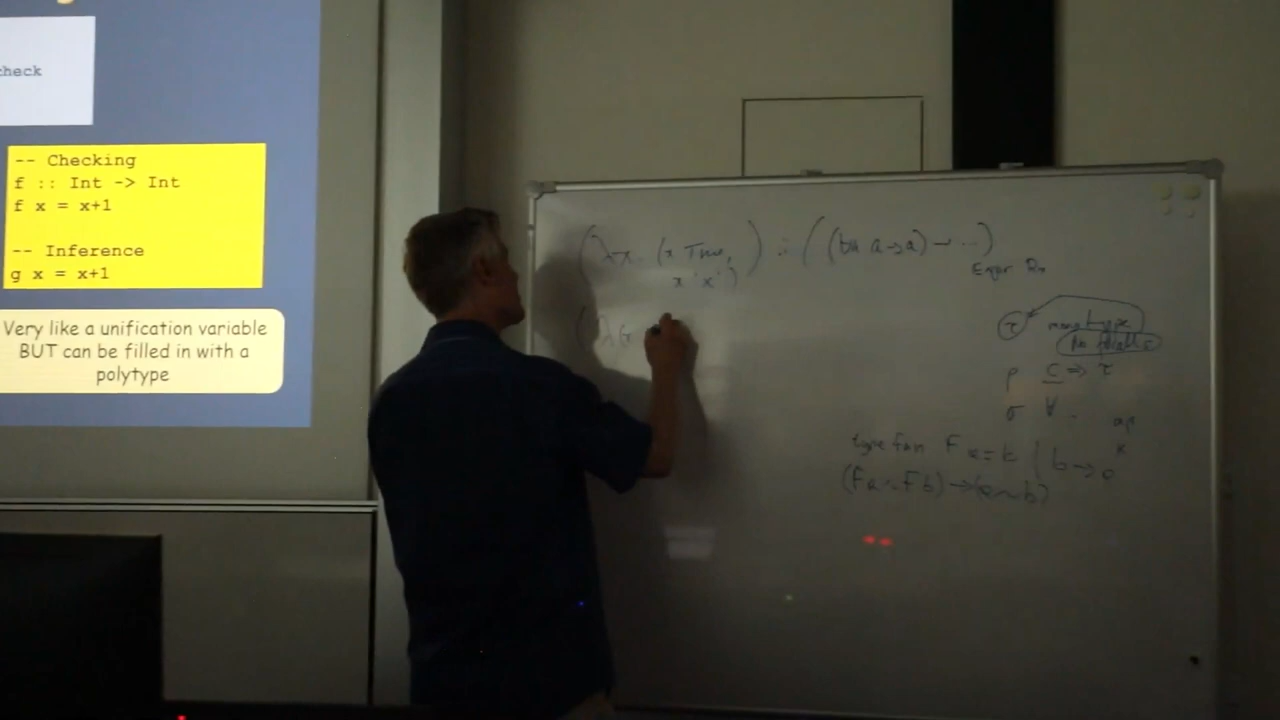 check
-- Checking
f :: Int -> Int
f x = x+1
-- Inference
g x = x+1
Very like a unification variable
BUT can be filled in with a
polytype
(λx. (x True,
x 'x')
) :: ((∀a. a→a) → ...)
Expr Rn
τ monotype
No foralls
ρ C ⇒ τ
σ ∀.
type fam F a = b | b → a
(F a ~ F b) → (a ~ b)